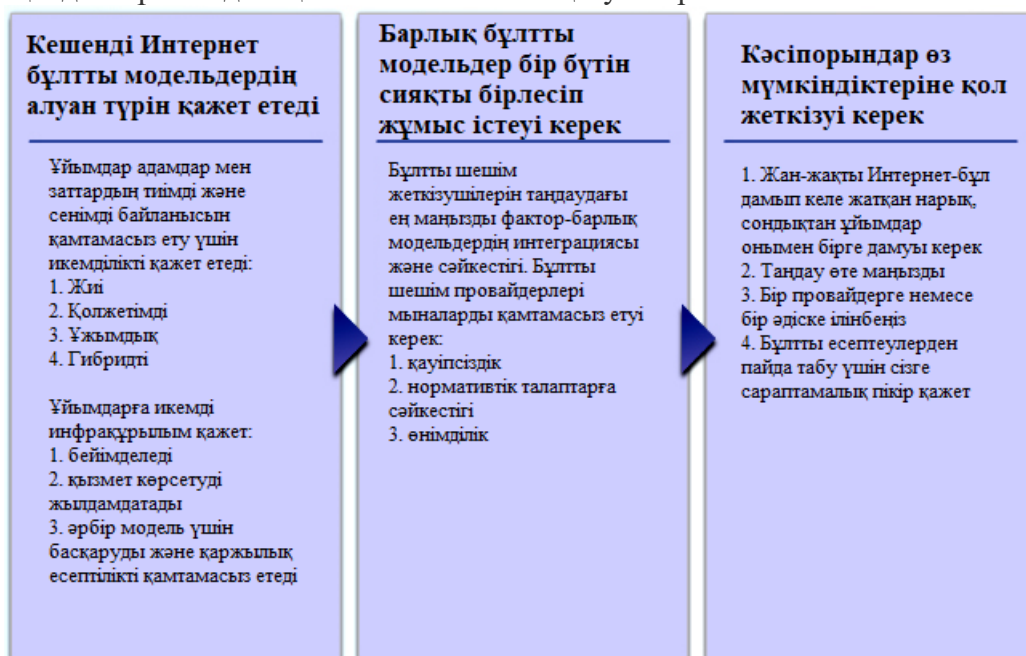 Кешенді Интернет
бұлтты модельдердің
алуан түрін қажет етеді
Ұйымдар адамдар мен
заттардың тиімді және
сенімді байланысын
қамтамасыз ету үшін
икемділікті қажет етеді:
1. Жиі
2. Қолжетімді
3. Ұжымдық
4. Гибридті
Ұйымдарға икемді
инфрақұрылым қажет:
1. бейімделеді
2. қызмет көрсетуді
жылдамдатады
3. әрбір модель үшін
басқаруды және қаржылық
есептілікті қамтамасыз етеді
Барлық бұлтты
модельдер бір бүтін
сияқты бірлесіп
жұмыс істеуі керек
Бұлтты шешім
жеткізушілерін таңдаудағы
ең маңызды фактор-барлық
модельдердің интеграциясы
және сәйкестігі. Бұлтты
шешім провайдерлері
мыналарды қамтамасыз етуі
керек:
1. қауіпсіздік
2. нормативтік талаптарға
сәйкестігі
3. өнімділік
Кәсіпорындар өз
мүмкіндіктеріне қол
жеткізуі керек
1. Жан-жақты Интернет-бұл
дамып келе жатқан нарық,
сондықтан ұйымдар
онымен бірге дамуы керек
2. Таңдау өте маңызды
3. Бір провайдерге немесе
бір әдіске ілінбеңіз
4. Бұлтты есептеулерден
пайда табу үшін сізге
сараптамалық пікір қажет